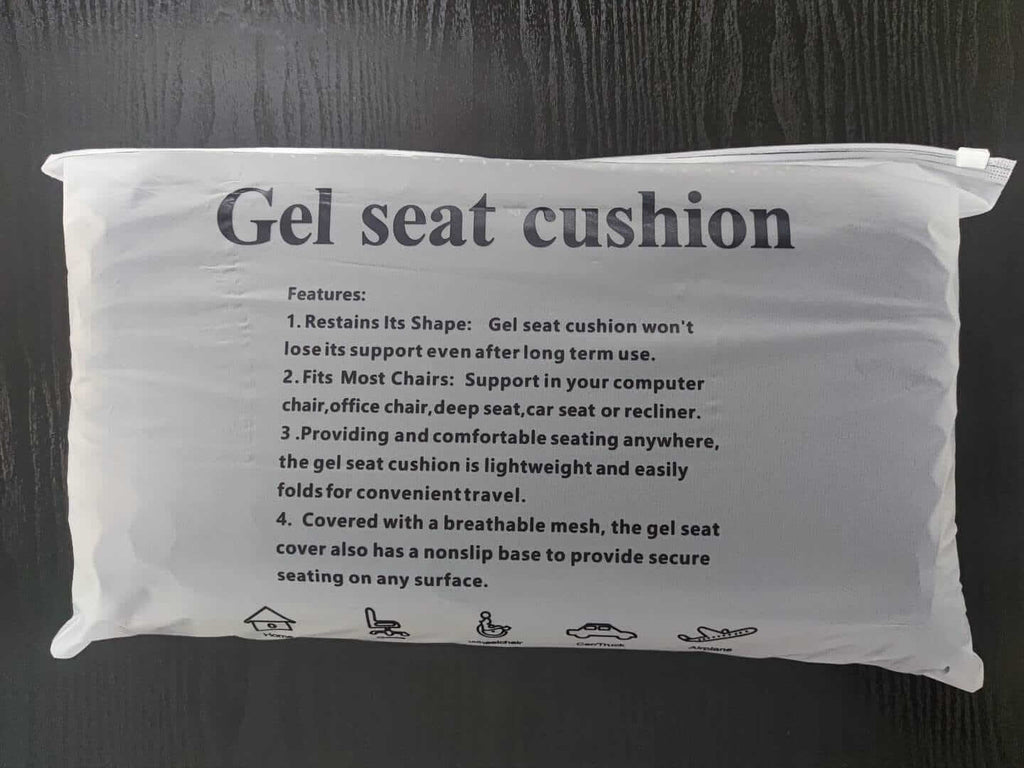 Gel seat cushion
Features:
1. Restains Its Shape: Gel seat cushion won't
lose its support even after long term use.
2. Fits Most Chairs: Support in your computer
chair,office chair,deep seat,car seat or recliner.
3 .Providing and comfortable seating anywhere,
the gel seat cushion is lightweight and easily
folds for convenient travel.
4. Covered with a breathable mesh, the gel seat
cover also has a nonslip base to provide secure
seating on any surface.
Home wheelchair Car/Truck Airplane